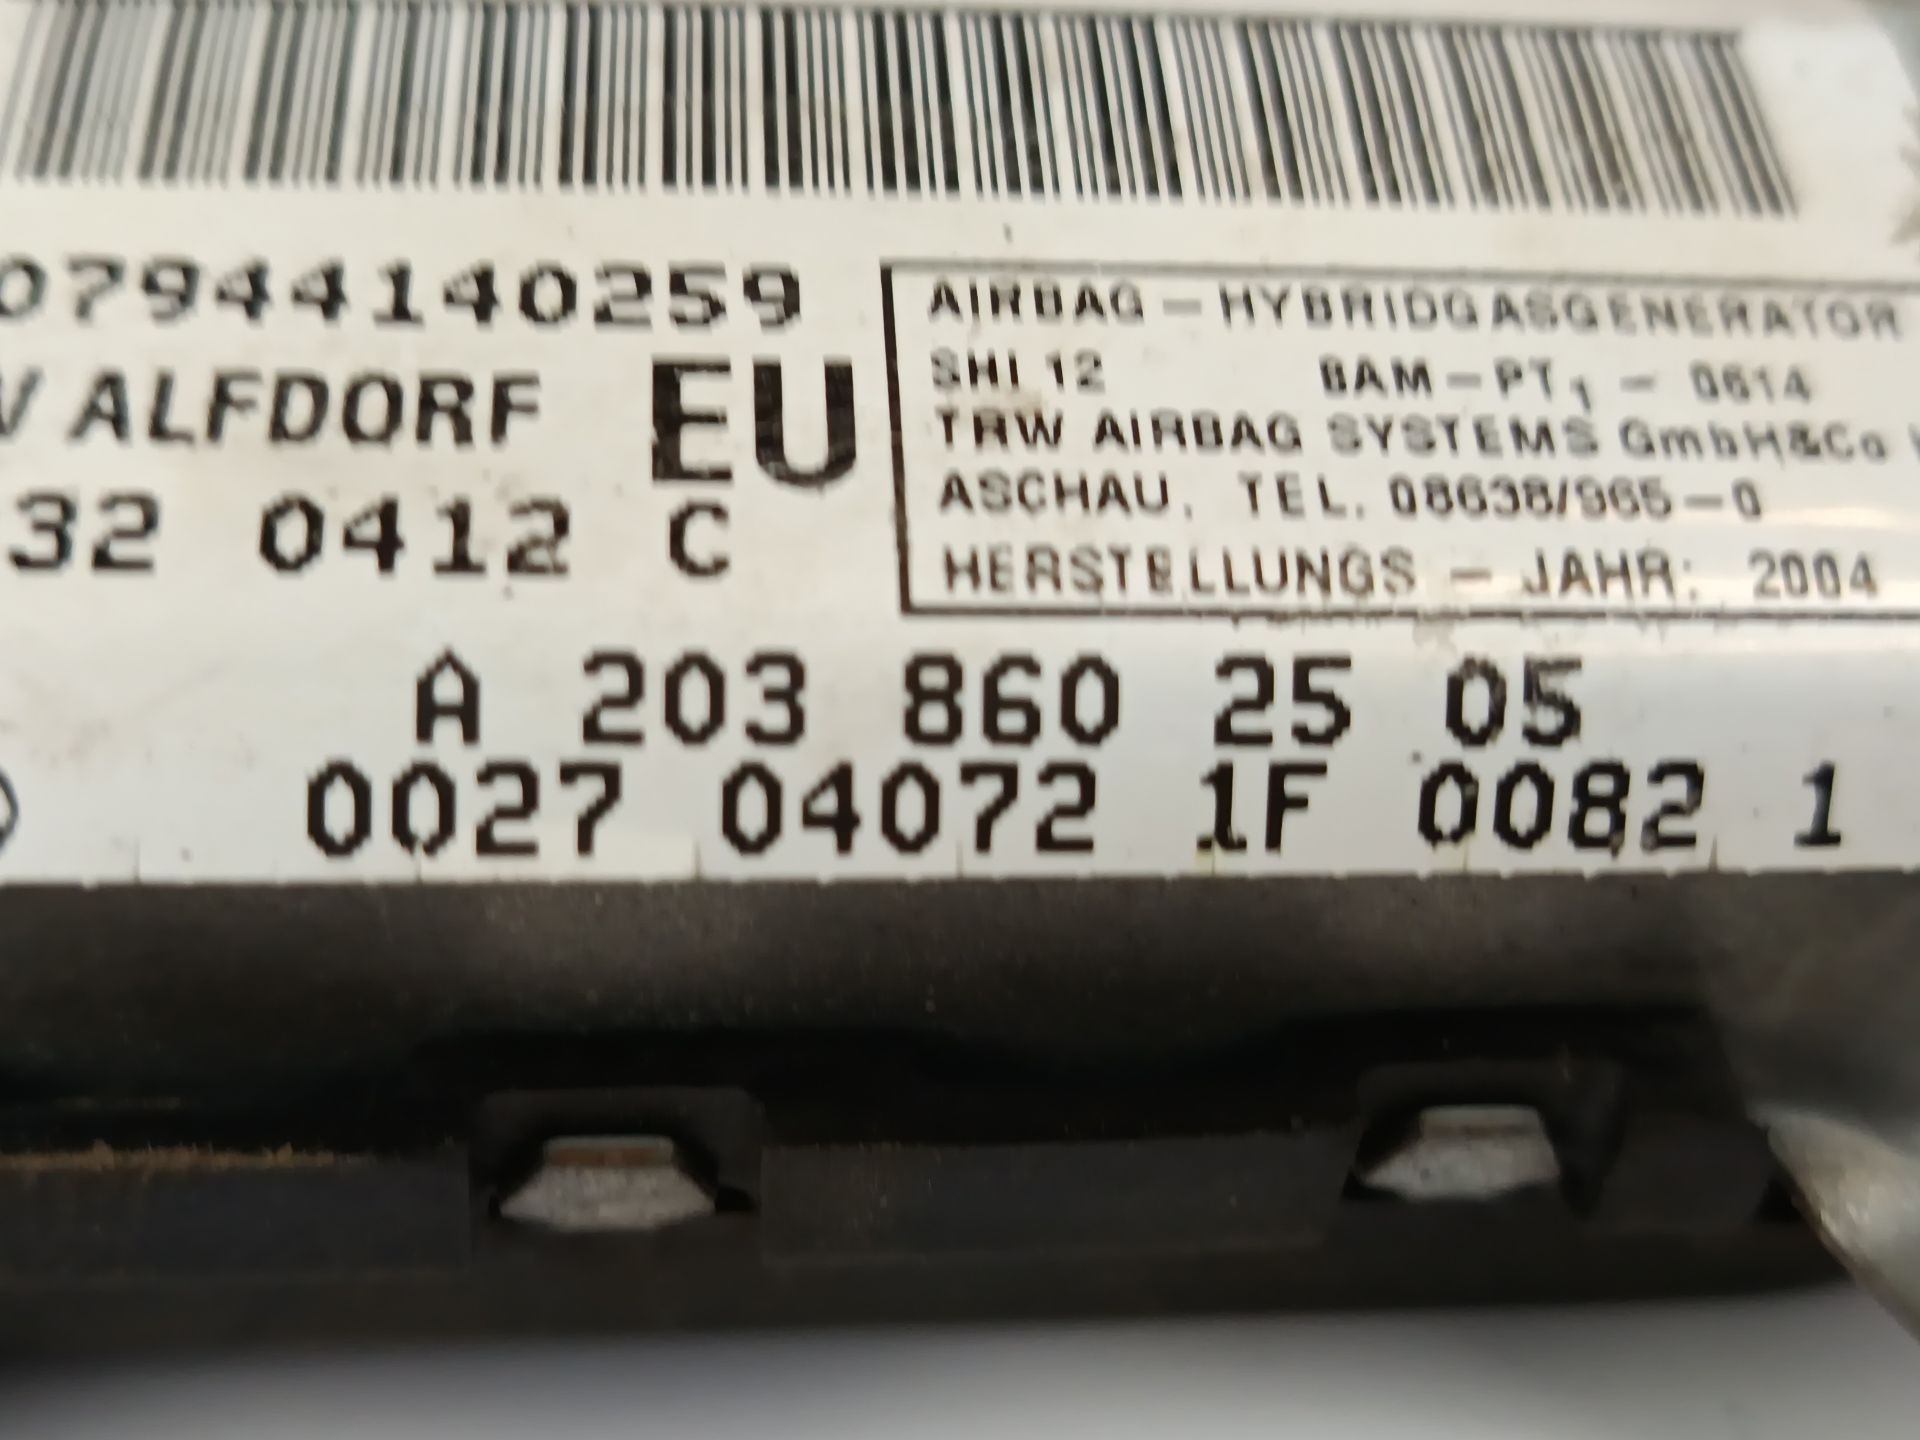 07944140259
ALFDORF EU
32 0412 C
AIRBAG - HYBRIDGASGENERATOR
SHI 12 BAM - PT1 - 0614
TRW AIRBAG SYSTEMS GmbH&Co
ASCHAU. TEL. 08638/965-0
HERSTELLUNGS - JAHR: 2004
A 203 860 25 05
0027 04072 1F 0082 1